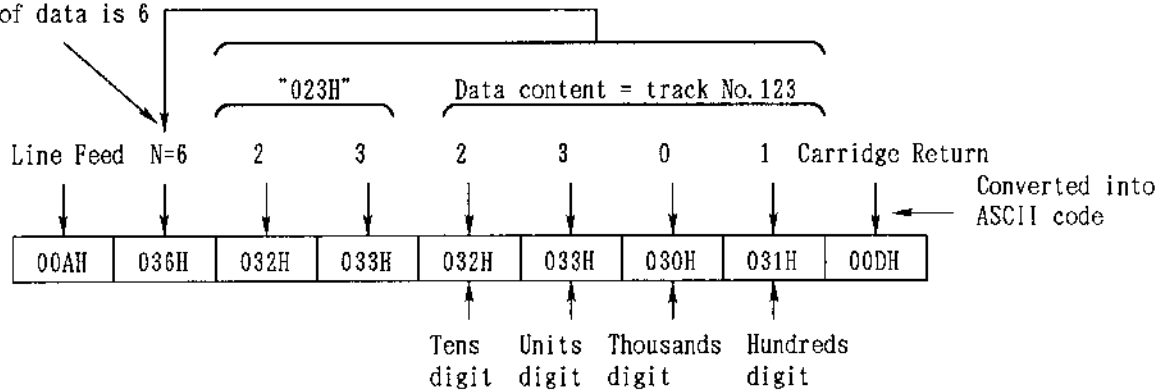 of data is 6
"023H" Data content = track No.123
Line Feed N=6 2 3 2 3 0 1 Carridge Return
Converted into
ASCII code
00AH 036H 032H 033H 032H 033H 030H 031H 00DH
Tens Units Thousands Hundreds
digit digit digit digit